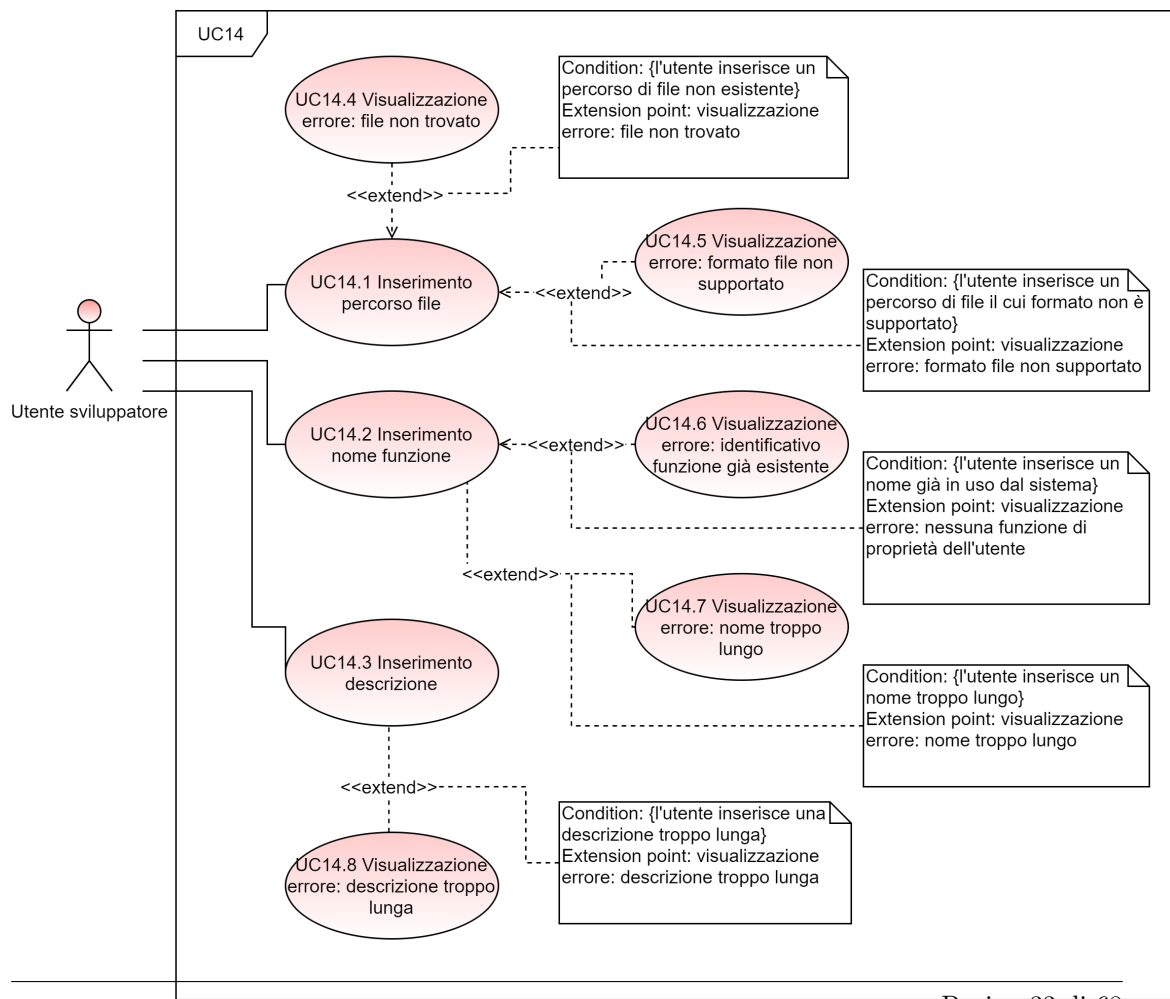 UC14
UC14.4 Visualizzazione
errore: file non trovato
Condition: {l'utente inserisce un
percorso di file non esistente}
Extension point: visualizzazione
errore: file non trovato
<<extend>>
UC14.1 Inserimento
percorso file
<<extend>>
UC14.5 Visualizzazione
errore: formato file non
supportato
Condition: {l'utente inserisce un
percorso di file il cui formato non è
supportato}
Extension point: visualizzazione
errore: formato file non supportato
Utente sviluppatore
UC14.2 Inserimento
nome funzione
<<extend>>
UC14.6 Visualizzazione
errore: identificativo
funzione già esistente
Condition: {l'utente inserisce un
nome già in uso dal sistema}
Extension point: visualizzazione
errore: nessuna funzione di
proprietà dell'utente
<<extend>>
UC14.7 Visualizzazione
errore: nome troppo
lungo
UC14.3 Inserimento
descrizione
Condition: {l'utente inserisce un
nome troppo lungo}
Extension point: visualizzazione
errore: nome troppo lungo
<<extend>>
Condition: {l'utente inserisce una
descrizione troppo lunga}
Extension point: visualizzazione
errore: descrizione troppo lunga
UC14.8 Visualizzazione
errore: descrizione troppo
lunga